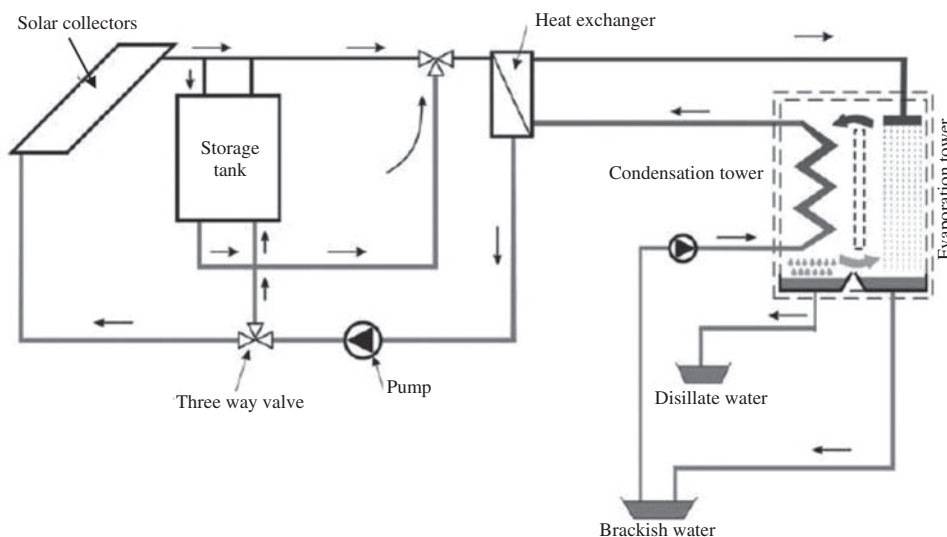 Solar collectors
Heat exchanger
Storage
tank
Condensation tower
Evaporation tower
Three way valve
Pump
Disillate water
Brackish water